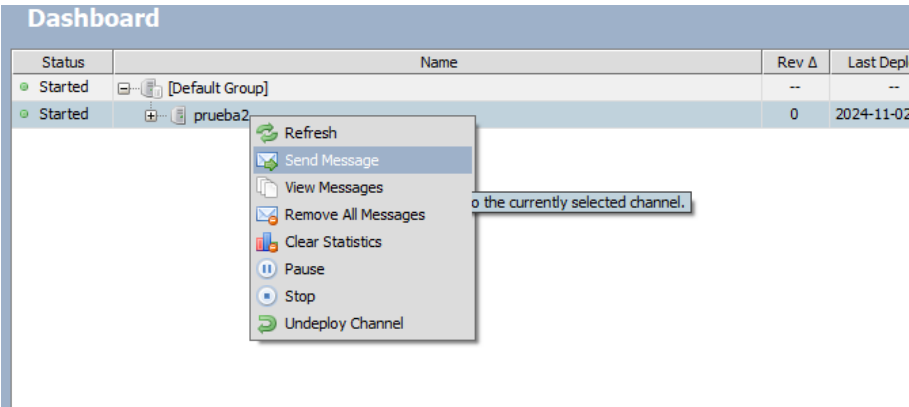 Dashboard
Status Name Rev Δ Last Depl
Started [Default Group] -- --
Started prueba2 0 2024-11-02
Refresh
Send Message
View Messages
o the currently selected channel.
Remove All Messages
Clear Statistics
Pause
Stop
Undeploy Channel